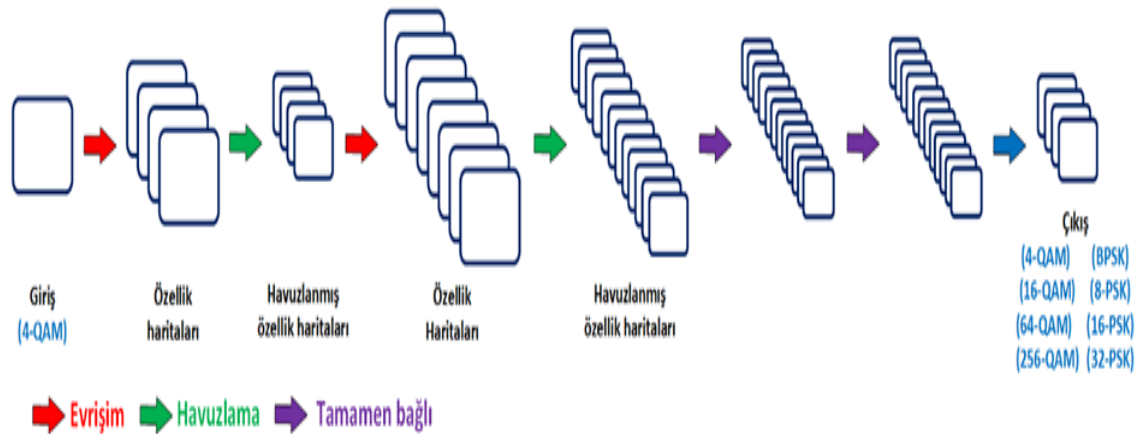 Giriş
(4-QAM)
Özellik
haritaları
Havuzlanmış
özellik haritaları
Özellik
Haritaları
Havuzlanmış
özellik haritaları
Çıkış
(4-QAM) (BPSK)
(16-QAM) (8-PSK)
(64-QAM) (16-PSK)
(256-QAM) (32-PSK)
Evrişim Havuzlama Tamamen bağlı